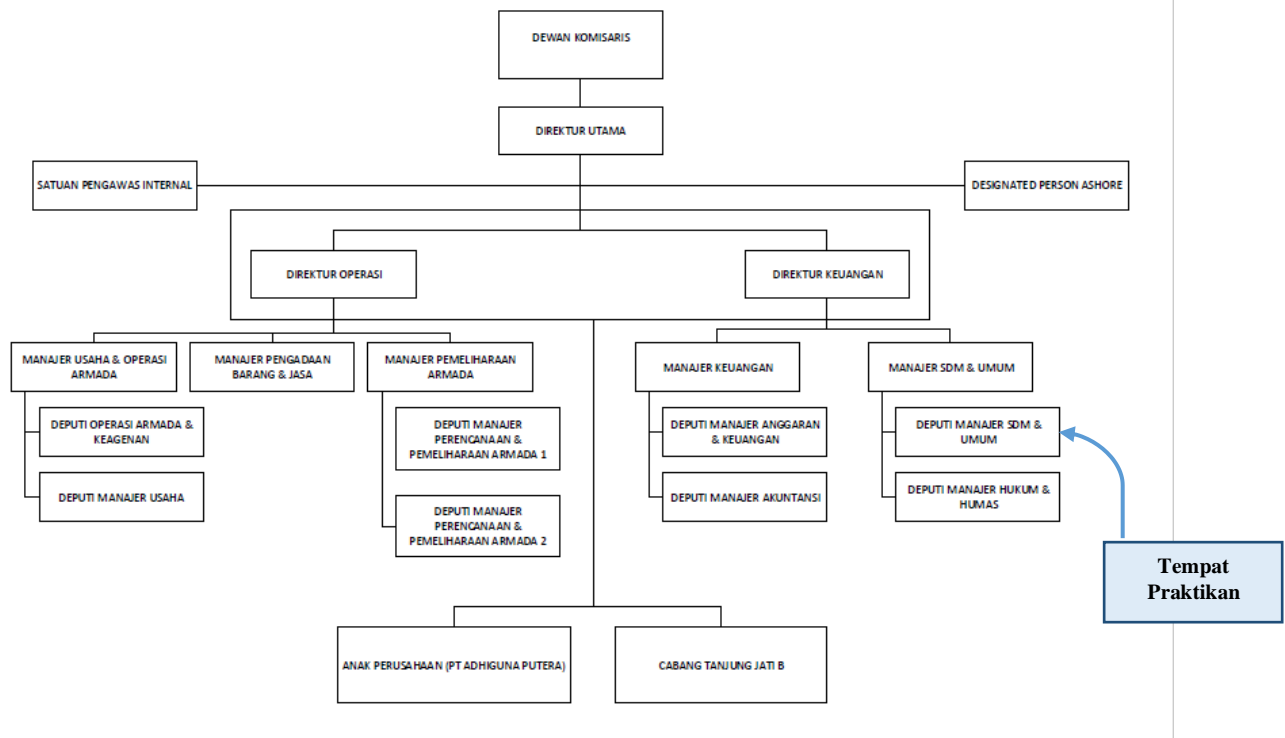 DEWAN KOMISARIS
DIREKTUR UTAMA
SATUAN PENGAWAS INTERNAL
DESIGNATED PERSON ASHORE
DIREKTUR OPERASI
DIREKTUR KEUANGAN
MANAJER USAHA & OPERASI
ARMADA
MANAJER PENGADAAN
BARANG & JASA
MANAJER PEMELIHARAAN
ARMADA
MANAJER KEUANGAN
MANAJER SDM & UMUM
DEPUTI OPERASI ARMADA &
KEAGENAN
DEPUTI MANAJER USAHA
DEPUTI MANAJER
PERENCANAAN &
PEMELIHARAAN ARMADA 1
DEPUTI MANAJER
PERENCANAAN &
PEMELIHARAAN ARMADA 2
DEPUTI MANAJER ANGGARAN
& KEUANGAN
DEPUTI MANAJER AKUNTANSI
DEPUTI MANAJER SDM &
UMUM
DEPUTI MANAJER HUKUM &
HUMAS
Tempat
Praktikan
ANAK PERUSAHAAN (PT ADHIGUNA PUTERA)
CABANG TANJUNG JATI B